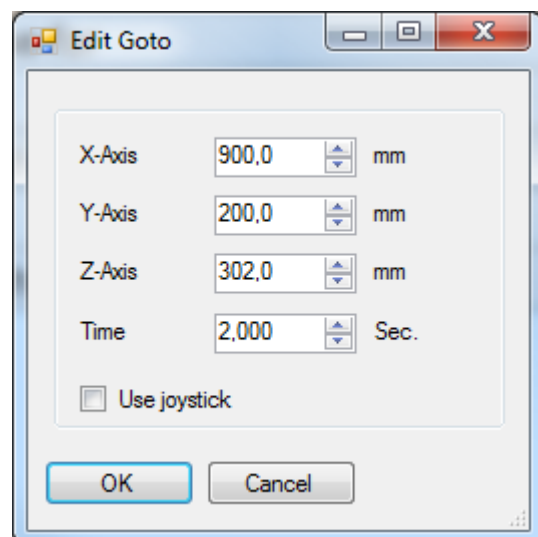 Edit Goto
X-Axis 900,0 mm
Y-Axis 200,0 mm
Z-Axis 302,0 mm
Time 2,000 Sec.
Use joystick
OK Cancel